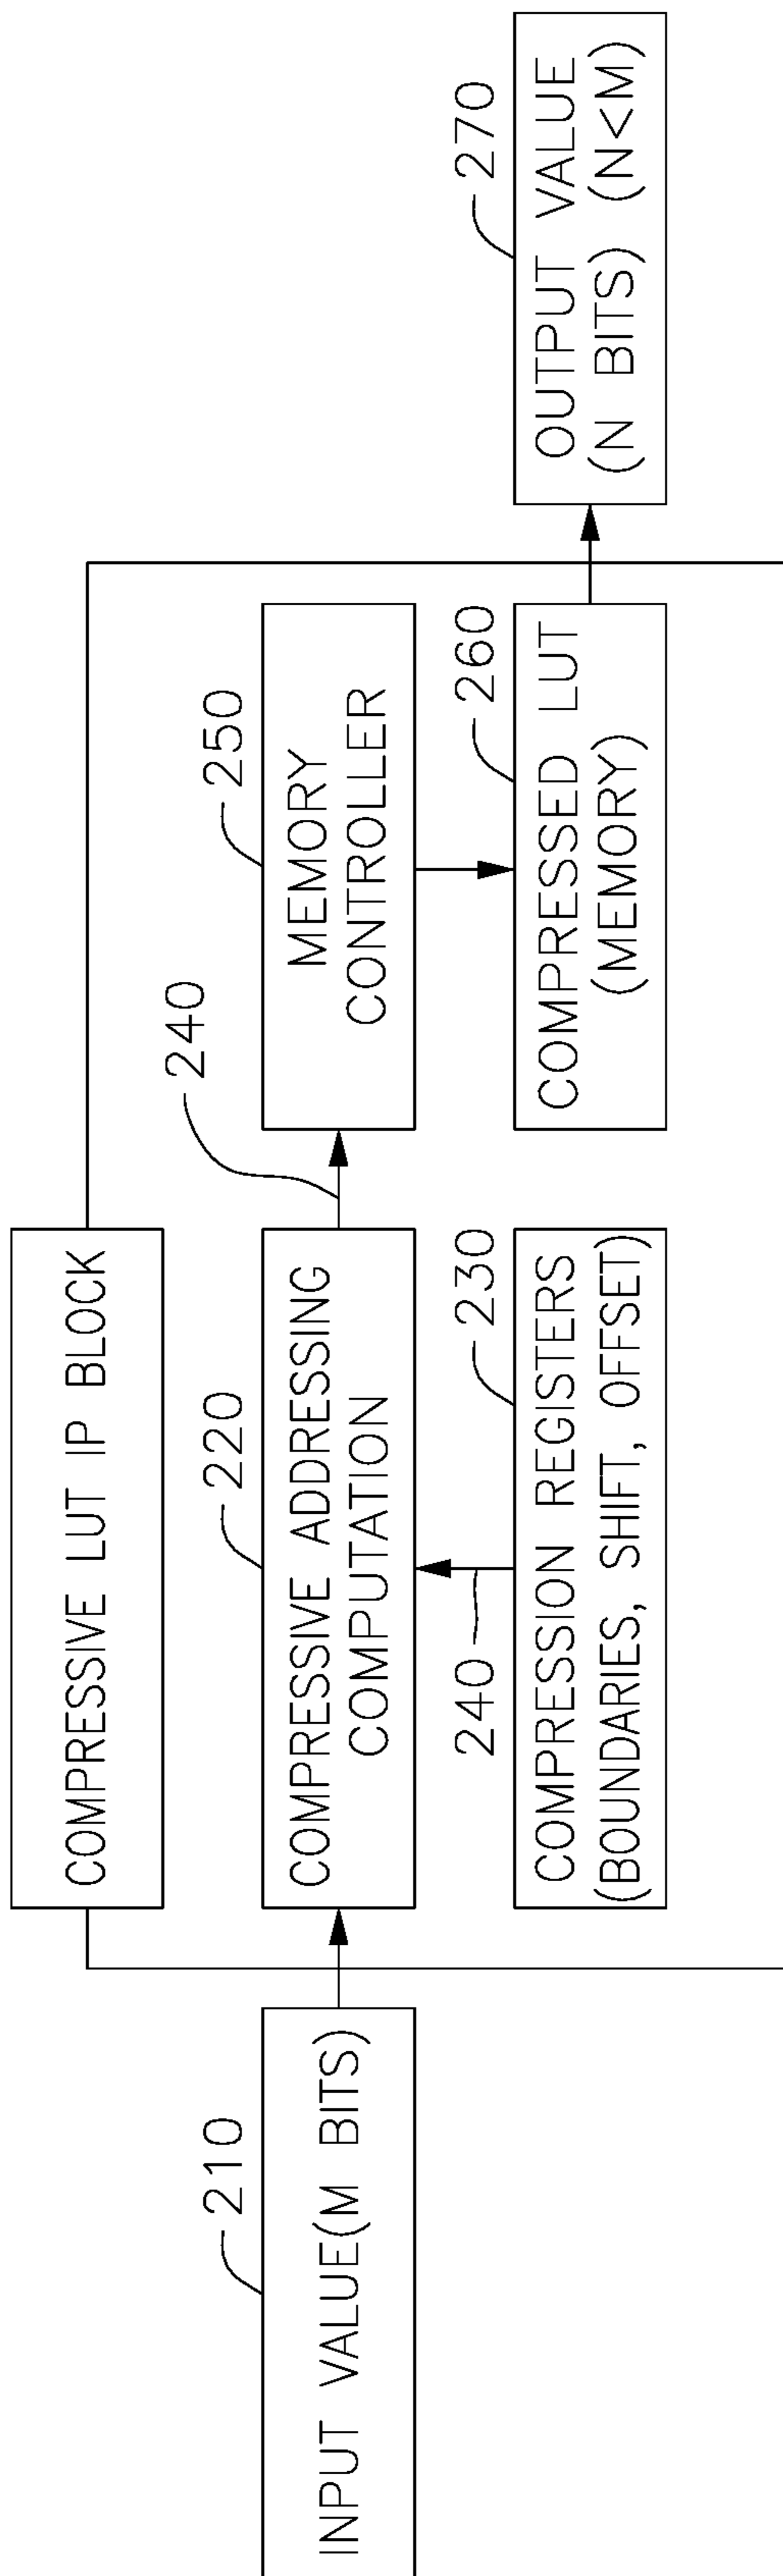 COMPRESSIVE LUT IP BLOCK
210
INPUT VALUE(M BITS)
220
COMPRESSIVE ADDRESSING
COMPUTATION
240
250
MEMORY
CONTROLLER
240
230
COMPRESSION REGISTERS
(BOUNDARIES, SHIFT, OFFSET)
260
COMPRESSED LUT
(MEMORY)
270
OUTPUT VALUE
(N BITS) (N<M)